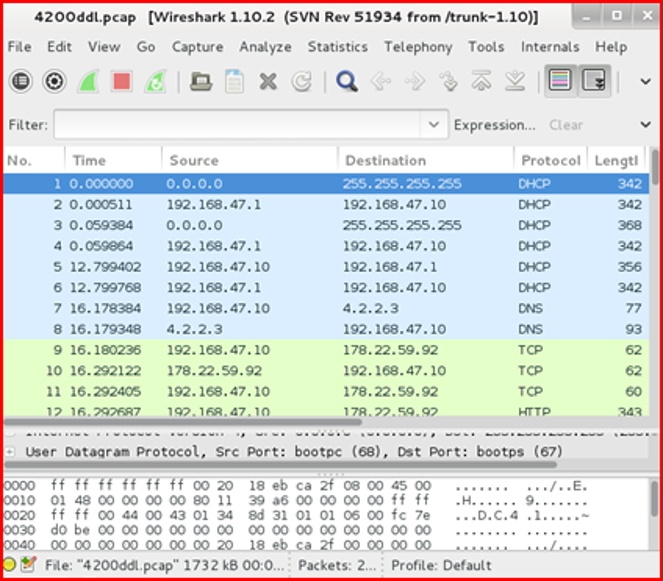 4200ddl.pcap [Wireshark 1.10.2 (SVN Rev 51934 from /trunk-1.10)]
File Edit View Go Capture Analyze Statistics Telephony Tools Internals Help
Filter: Expression... Clear
No. Time Source Destination Protocol Lengtl
1 0.000000 0.0.0.0 255.255.255.255 DHCP 342
2 0.000511 192.168.47.1 192.168.47.10 DHCP 342
3 0.059384 0.0.0.0 255.255.255.255 DHCP 368
4 0.059864 192.168.47.1 192.168.47.10 DHCP 342
5 12.799402 192.168.47.10 192.168.47.1 DHCP 356
6 12.799768 192.168.47.1 192.168.47.10 DHCP 342
7 16.178384 192.168.47.10 4.2.2.3 DNS 77
8 16.179348 4.2.2.3 192.168.47.10 DNS 93
9 16.180236 192.168.47.10 178.22.59.92 TCP 62
10 16.292122 178.22.59.92 192.168.47.10 TCP 62
11 16.292405 192.168.47.10 178.22.59.92 TCP 60
12 16.292687 192.168.47.10 178.22.59.92 HTTP 343
User Datagram Protocol, Src Port: bootpc (68), Dst Port: bootps (67)
0000 ff ff ff ff ff ff 00 20 18 eb ca 2f 08 00 45 00 ....... .../..E.
0010 01 48 00 00 00 00 80 11 39 a6 00 00 00 00 ff ff .H...... 9.......
0020 ff ff 00 44 00 43 01 34 8d 31 01 01 06 00 fc 7e ...D.C.4 .1.....~
0030 d0 be 00 00 00 00 00 00 00 00 00 00 00 00 00 00 ........ ........
0040 00 00 00 00 00 00 00 20 18 eb ca 2f 00 00 00 00 ....... .../....
File: "4200ddl.pcap" 1732 kB 00:0... Packets: 2... Profile: Default